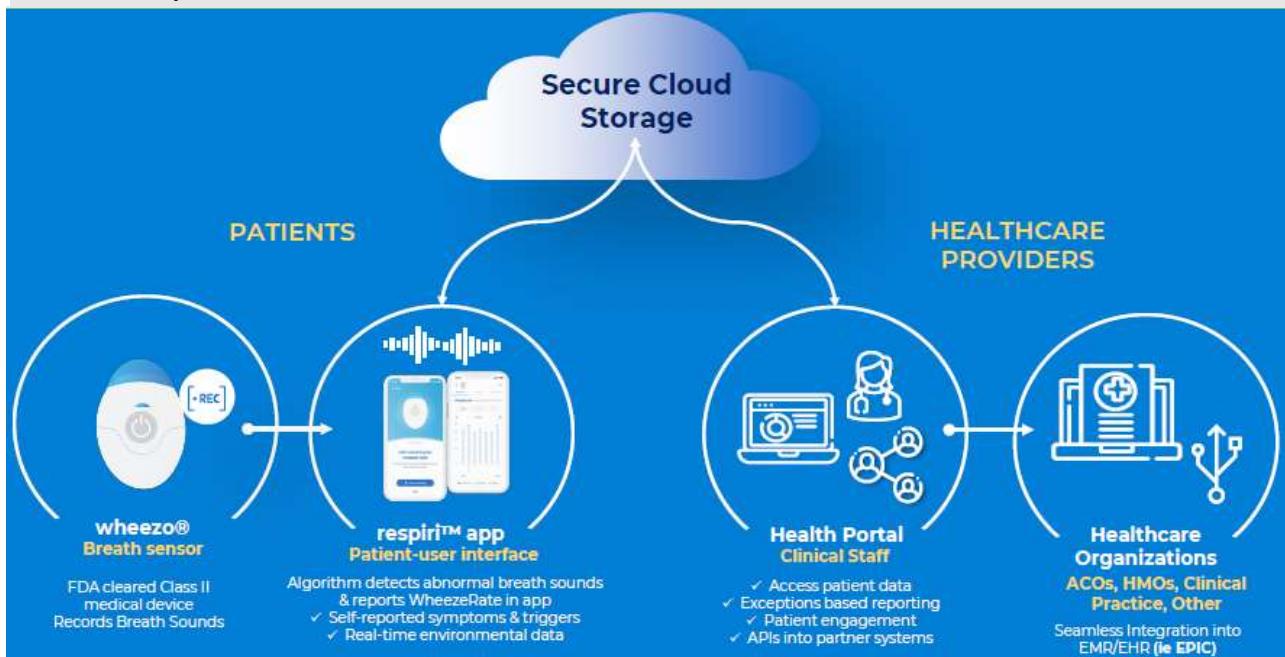 Secure Cloud
Storage
PATIENTS
HEALTHCARE
PROVIDERS
REC
wheezo®
Breath sensor
FDA cleared Class II
medical device
Records Breath Sounds
respiri™ app
Patient-user interface
Algorithm detects abnormal breath sounds
& reports WheezeRate in app
✓ Self-reported symptoms & triggers
✓ Real-time environmental data
Health Portal
Clinical Staff
✓ Access patient data
✓ Exceptions based reporting
✓ Patient engagement
✓ APIs into partner systems
Healthcare
Organizations
ACOs, HMOs, Clinical
Practice, Other
Seamless Integration into
EMR/EHR (ie EPIC)